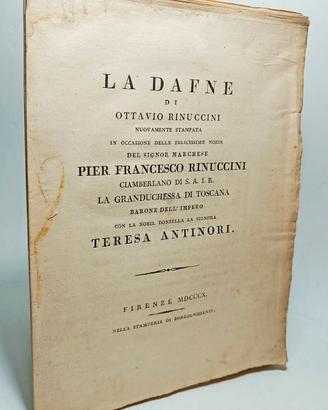 LA DAFNE
DI
OTTAVIO RINUCCINI
NUOVAMENTE STAMPATA
IN OCCASIONE DELLE FELICISSIME NOZZE
DEL SIGNOR MARCHESE
PIER FRANCESCO RINUCCINI
CIAMBERLANO DI S. A. I. R.
LA GRANDUCHESSA DI TOSCANA
BARONE DELL' IMPERO
CON LA NOBIL DONZELLA LA SIGNORA
TERESA ANTINORI.
FIRENZE MDCCCX.
NELLA STAMPERIA DI BORGOGNISSANTI.